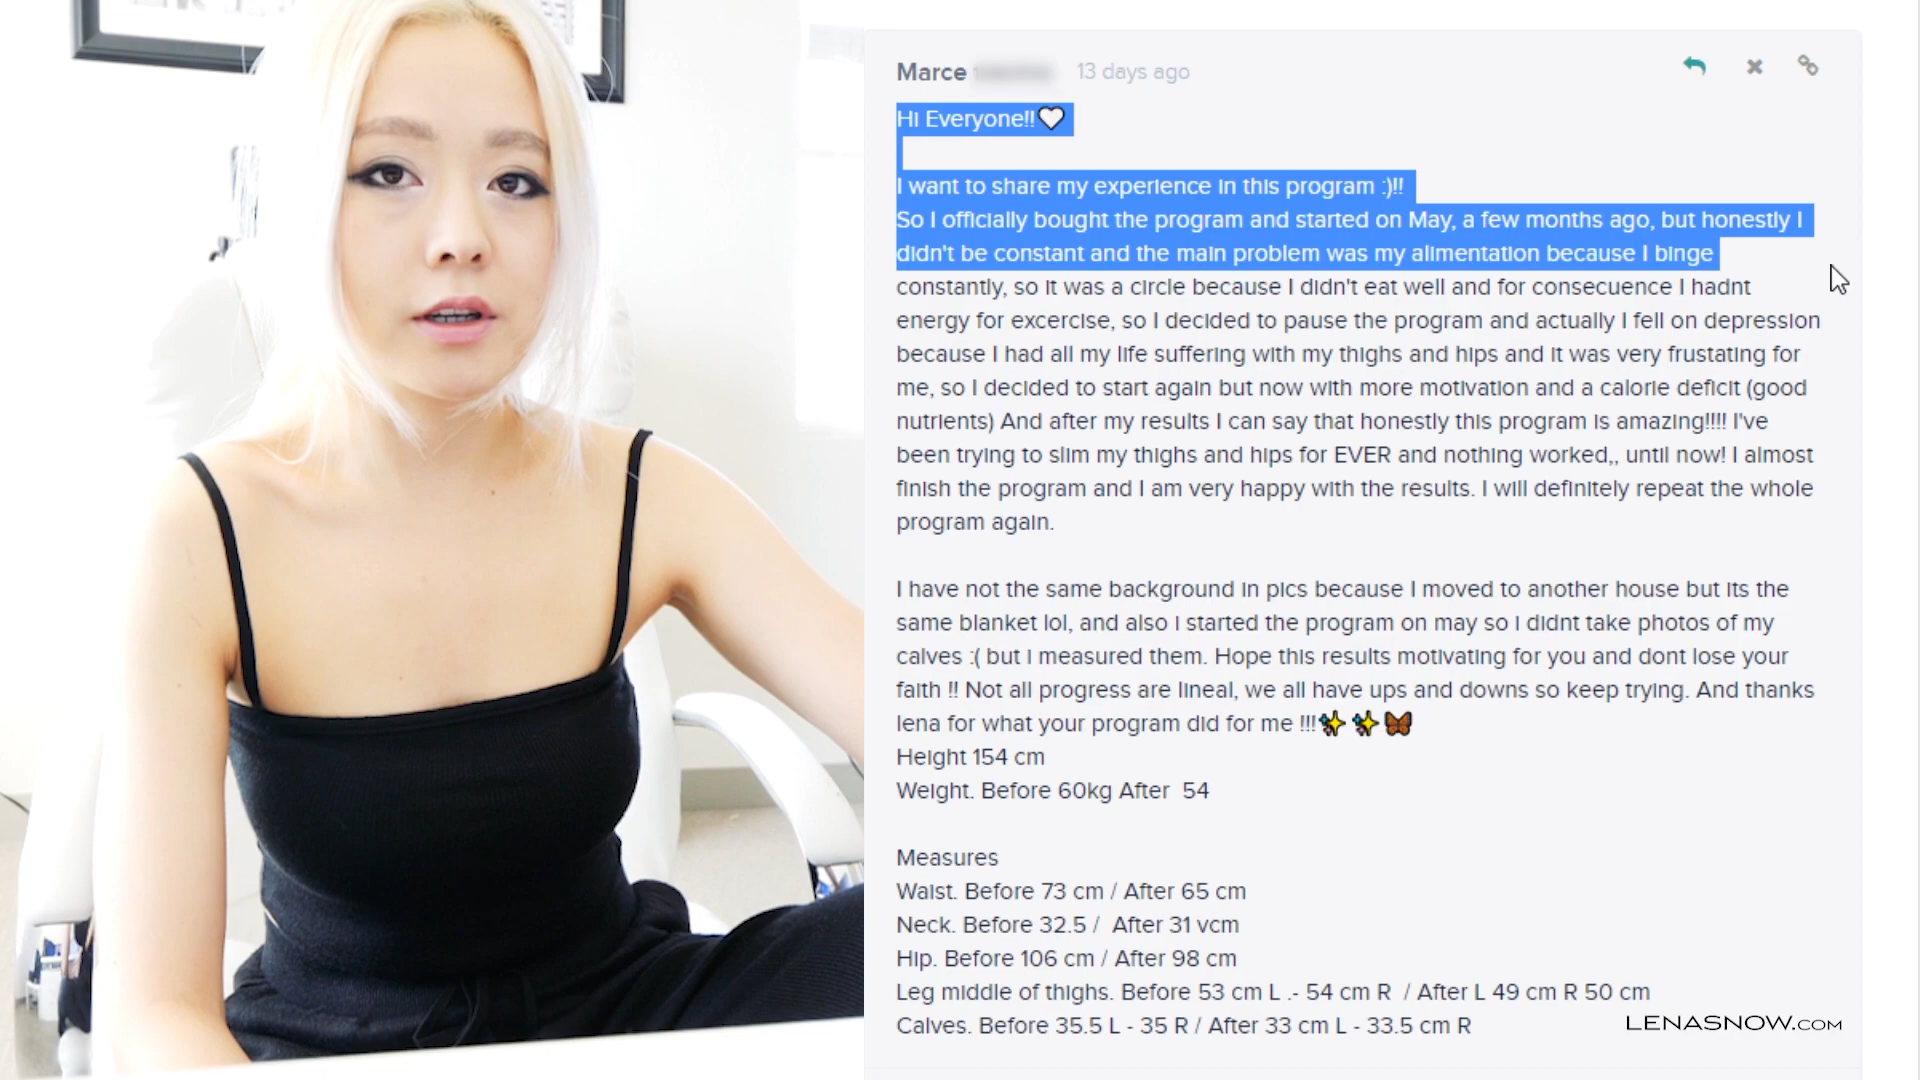 Marce 13 days ago
Hi Everyone!!🤍
I want to share my experience in this program :)!!
So I officially bought the program and started on May, a few months ago, but honestly I
didn't be constant and the main problem was my alimentation because I binge
constantly, so it was a circle because I didn't eat well and for consecuence I hadnt
energy for excercise, so I decided to pause the program and actually I fell on depression
because I had all my life suffering with my thighs and hips and it was very frustating for
me, so I decided to start again but now with more motivation and a calorie deficit (good
nutrients) And after my results I can say that honestly this program is amazing!!!! I've
been trying to slim my thighs and hips for EVER and nothing worked,, until now! I almost
finish the program and I am very happy with the results. I will definitely repeat the whole
program again.
I have not the same background in pics because I moved to another house but its the
same blanket lol, and also i started the program on may so i didnt take photos of my
calves :( but i measured them. Hope this results motivating for you and dont lose your
faith !! Not all progress are lineal, we all have ups and downs so keep trying. And thanks
lena for what your program did for me !!!✨ ✨ 🦋
Height 154 cm
Weight. Before 60kg After  54
Measures
Waist. Before 73 cm / After 65 cm
Neck. Before 32.5 /  After 31 vcm
Hip. Before 106 cm / After 98 cm
Leg middle of thighs. Before 53 cm L .- 54 cm R  / After L 49 cm R 50 cm
Calves. Before 35.5 L - 35 R / After 33 cm L - 33.5 cm R
LENASNOW.COM